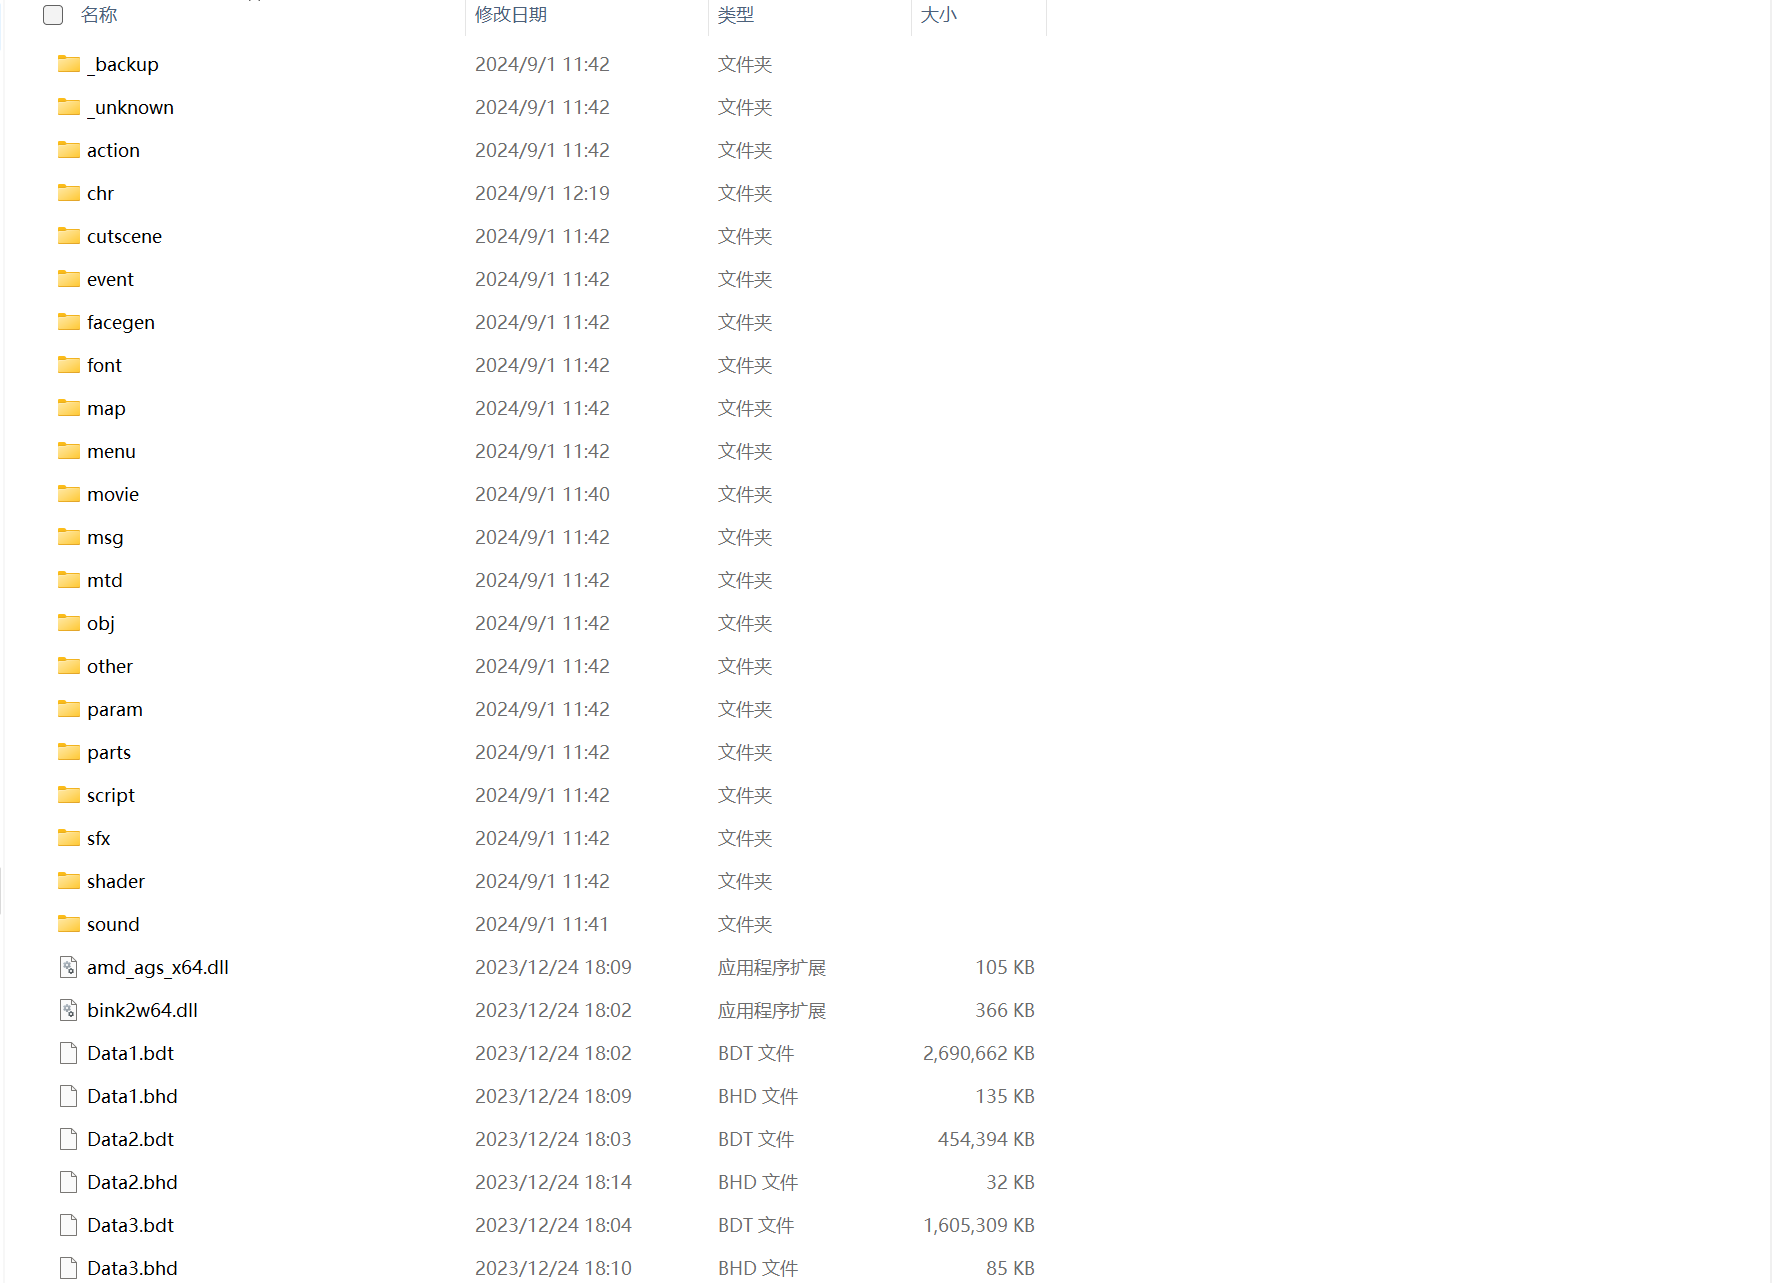 名称 修改日期 类型 大小
_backup 2024/9/1 11:42 文件夹
_unknown 2024/9/1 11:42 文件夹
action 2024/9/1 11:42 文件夹
chr 2024/9/1 12:19 文件夹
cutscene 2024/9/1 11:42 文件夹
event 2024/9/1 11:42 文件夹
facegen 2024/9/1 11:42 文件夹
font 2024/9/1 11:42 文件夹
map 2024/9/1 11:42 文件夹
menu 2024/9/1 11:42 文件夹
movie 2024/9/1 11:40 文件夹
msg 2024/9/1 11:42 文件夹
mtd 2024/9/1 11:42 文件夹
obj 2024/9/1 11:42 文件夹
other 2024/9/1 11:42 文件夹
param 2024/9/1 11:42 文件夹
parts 2024/9/1 11:42 文件夹
script 2024/9/1 11:42 文件夹
sfx 2024/9/1 11:42 文件夹
shader 2024/9/1 11:42 文件夹
sound 2024/9/1 11:41 文件夹
amd_ags_x64.dll 2023/12/24 18:09 应用程序扩展 105 KB
bink2w64.dll 2023/12/24 18:02 应用程序扩展 366 KB
Data1.bdt 2023/12/24 18:02 BDT 文件 2,690,662 KB
Data1.bhd 2023/12/24 18:09 BHD 文件 135 KB
Data2.bdt 2023/12/24 18:03 BDT 文件 454,394 KB
Data2.bhd 2023/12/24 18:14 BHD 文件 32 KB
Data3.bdt 2023/12/24 18:04 BDT 文件 1,605,309 KB
Data3.bhd 2023/12/24 18:10 BHD 文件 85 KB